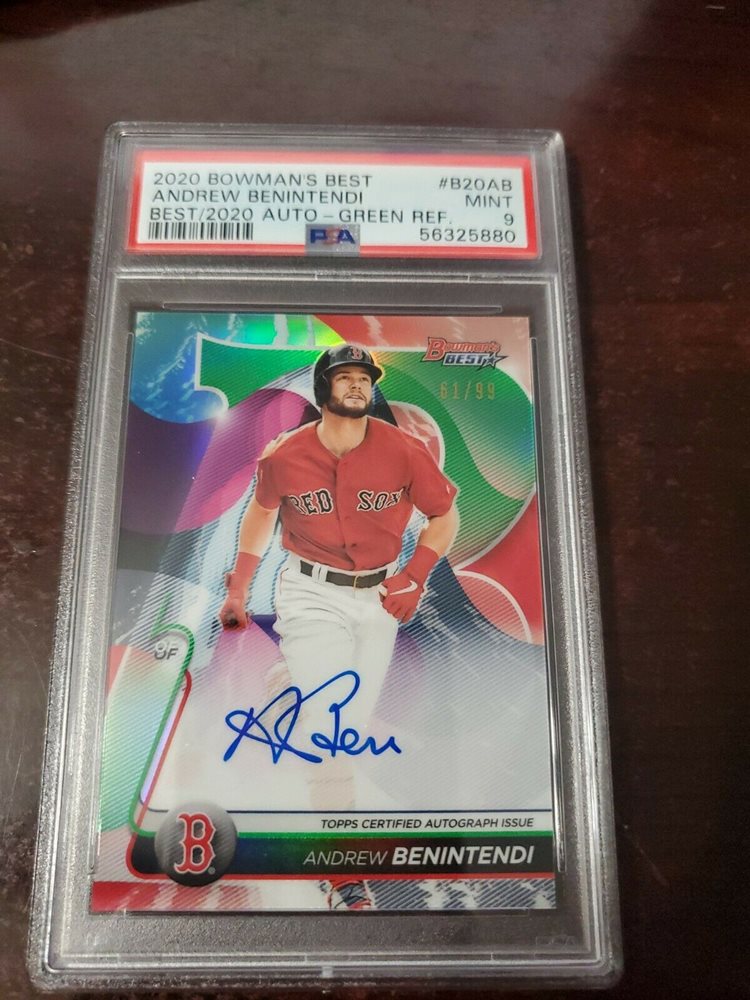 2020 BOWMAN'S BEST #B20AB
ANDREW BENINTENDI MINT
BEST/2020 AUTO-GREEN REF. 9
PSA 56325880
Bowman's
BEST
61/99
B
RED SOX
OF
A Ben
TOPPS CERTIFIED AUTOGRAPH ISSUE
B
ANDREW BENINTENDI